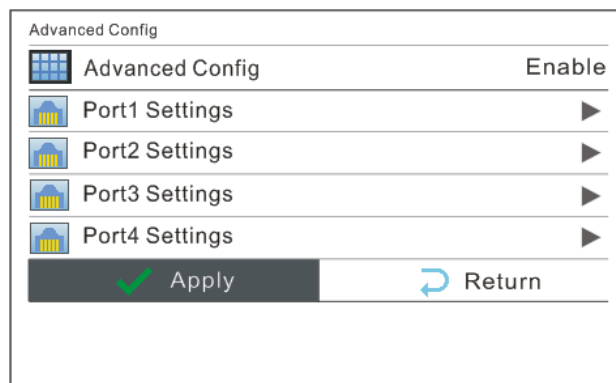 Advanced Config
Advanced Config Enable
Port1 Settings
Port2 Settings
Port3 Settings
Port4 Settings
Apply Return